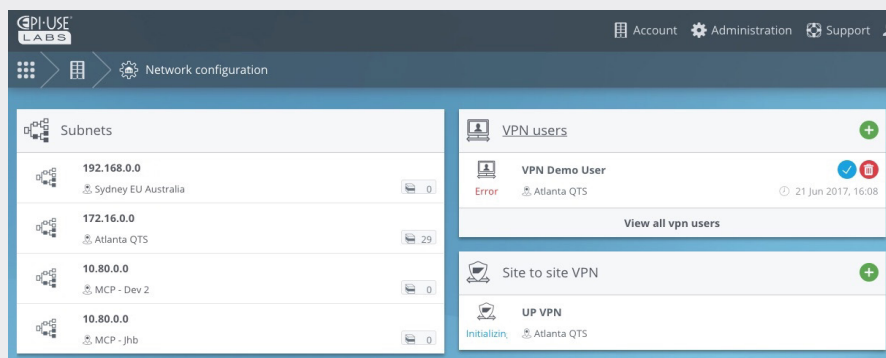 EPI-USE
LABS
Account
Administration
Support
Network configuration
Subnets
192.168.0.0
Sydney EU Australia
0
172.16.0.0
Atlanta QTS
29
10.80.0.0
MCP - Dev 2
0
10.80.0.0
MCP - Jhb
0
VPN users
VPN Demo User
Error
Atlanta QTS
21 Jun 2017, 16:08
View all vpn users
Site to site VPN
UP VPN
Initializin
Atlanta QTS